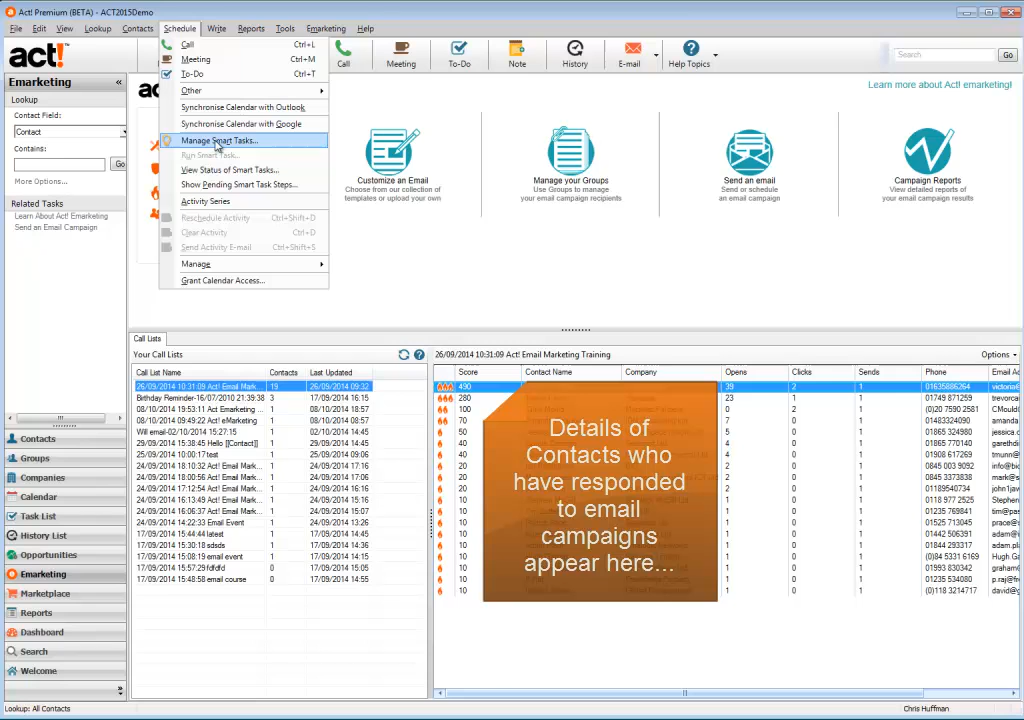 Act! Premium (BETA) - ACT2015Demo
File Edit View Lookup Contacts Schedule Write Reports Tools Emarketing Help
act!
Call Meeting To-Do Note History E-mail Help Topics Search Go
Emarketing «
Lookup
Contact Field:
Contact
Contains:
Go
More Options...
Related Tasks
Learn About Act! Emarketing
Send an Email Campaign
Call Ctrl+L
Meeting Ctrl+M
To-Do Ctrl+T
Other
Synchronise Calendar with Outlook
Synchronise Calendar with Google
Manage Smart Tasks...
Run Smart Task...
View Status of Smart Tasks...
Show Pending Smart Task Steps...
Activity Series
Reschedule Activity Ctrl+Shift+D
Clear Activity Ctrl+D
Send Activity E-mail Ctrl+Shift+S
Manage
Grant Calendar Access...
Learn more about Act! emarketing!
Customize an Email
Choose from our collection of
templates or upload your own
Manage your Groups
Use Groups to manage
your email campaign recipients
Send an email
Send or schedule
an email campaign
Campaign Reports
View detailed reports of
your email campaign results
Contacts
Groups
Companies
Calendar
Task List
History List
Opportunities
Emarketing
Marketplace
Reports
Dashboard
Search
Welcome
Call Lists
Your Call Lists
Call List Name Contacts Last Updated
26/09/2014 10:31:09 Act! Email Mark... 19 26/09/2014 09:32
Birthday Reminder-16/07/2010 21:39:38 3 17/09/2014 16:15
08/10/2014 19:53:11 Act! Emarketing ... 1 08/10/2014 18:57
08/10/2014 09:49:22 Act! eMarketing 1 08/10/2014 08:57
Will email-02/10/2014 15:27:15 1 29/09/2014 14:45
29/09/2014 15:38:45 Hello [[Contact]] 1 29/09/2014 14:45
25/09/2014 10:00:17 test 1 25/09/2014 09:06
24/09/2014 18:10:32 Act! Email Mark... 1 24/09/2014 17:16
24/09/2014 18:00:56 Act! Email Mark... 1 24/09/2014 17:06
24/09/2014 17:12:54 Act! Email Mark... 1 24/09/2014 16:16
24/09/2014 16:13:49 Act! Email Mark... 1 24/09/2014 15:16
24/09/2014 16:06:37 Act! Email Mark... 1 24/09/2014 15:07
24/09/2014 14:22:33 Email Event 1 24/09/2014 13:26
17/09/2014 15:44:44 latest 1 17/09/2014 14:45
17/09/2014 15:30:18 sdsds 1 17/09/2014 14:36
17/09/2014 15:08:19 email event 1 17/09/2014 14:15
17/09/2014 15:57:29 fdfdfd 0 17/09/2014 15:05
17/09/2014 15:48:58 email course 0 17/09/2014 14:55
26/09/2014 10:31:09 Act! Email Marketing Training Options
Score Contact Name Company Opens Clicks Sends Phone Email Ad
490 39 2 1 01635886264 victoria
280 23 1 1 01749 871259 trevorca
100 0 2 1 (0)20 7590 2581 CMould
70 4 1 1 01483324090 amanda
50 5 0 1 01865 324980 jessica.c
40 4 0 1 01865 770140 garethdi
40 4 0 1 01908 617260 tmunn@
20 2 0 1 0845 003 9092 info@bio
20 2 0 1 0845 3373838 mark@s
20 2 0 1 01189540734 john@vi
10 1 0 1 0118 977 2525 Stephen
10 1 0 1 01235 769841 tim@pas
10 1 0 1 01525 713015 prace@
10 1 0 1 01442 506391 adam@i
10 1 0 1 01844 293317 adam.pi
10 1 0 1 (0)84 5331 6169 Hugh.Ga
10 1 0 1 01993 830342 graham@
10 1 0 1 01235 534080 p.raj@fr
10 1 0 1 (0)118 3214717 david@o
Details of
Contacts who
have responded
to email
campaigns
appear here...
Lookup: All Contacts
Chris Huffman